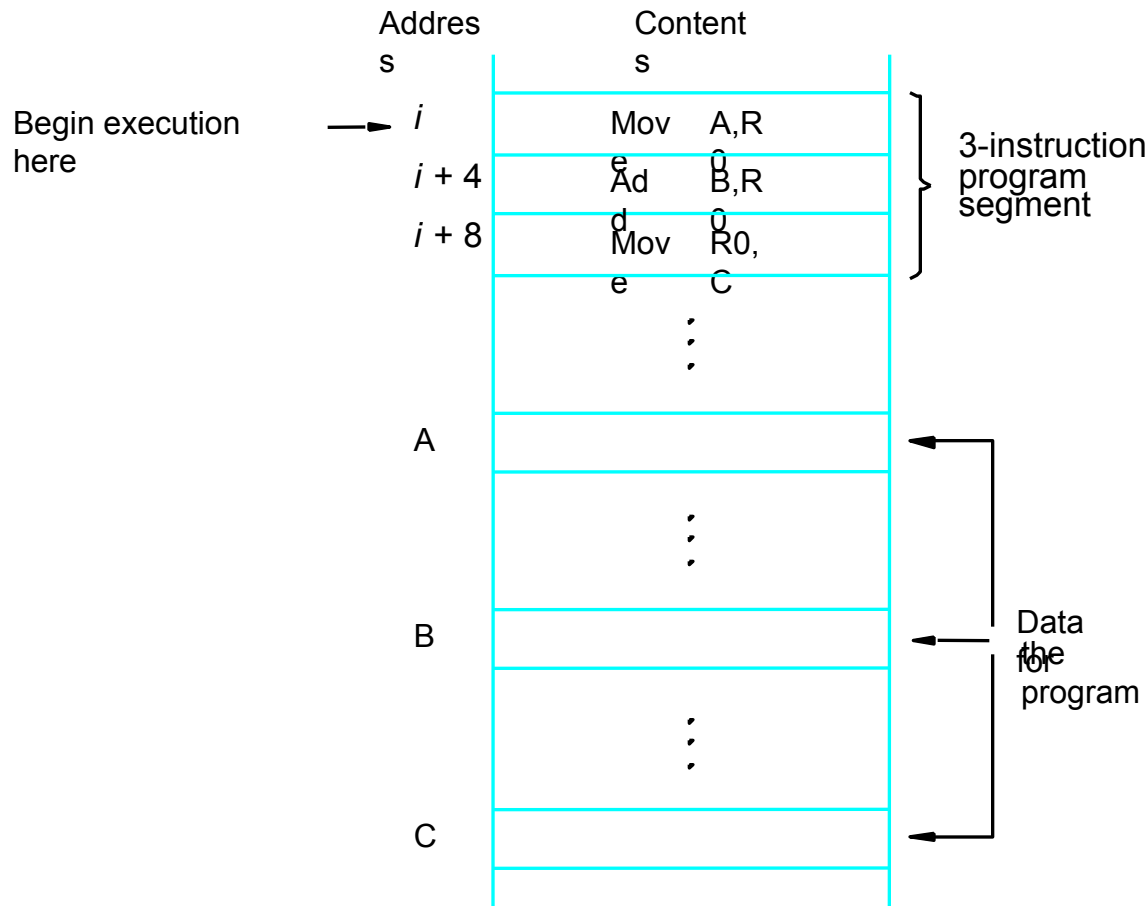 Addres
s
Content
s
Begin execution
here
i
Mov
e
A,R
0
i + 4
Ad
d
B,R
0
i + 8
Mov
e
R0,
C
3-instruction
program
segment
A
B
Data
for
the
program
C